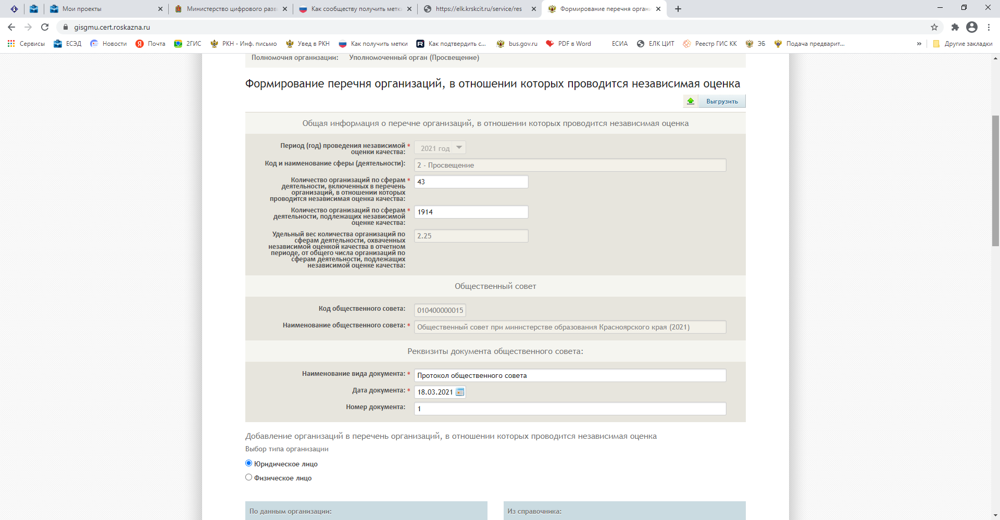 Мои проекты
Министерство цифрового разв
Как сообществу получить метк
https://elk.krskcit.ru/service/res
Формирование перечня орган
gisgmu.cert.roskazna.ru
Сервисы
ЕСЭД
Новости
Почта
2ГИС
РКН - Инф. письмо
Увед в РКН
Как получить метки
Как подтвердить с...
bus.gov.ru
PDF в Word
ЕСИА
ЕЛК ЦИТ
Реестр ГИС КК
ЭБ
Подача предварит...
»
Другие закладки
Полномочия организации: Уполномоченный орган (Просвещение)
Формирование перечня организаций, в отношении которых проводится независимая оценка
Выгрузить
Общая информация о перечне организаций, в отношении которых проводится независимая оценка
Период (год) проведения независимой * 2021 год
оценки качества:
Код и наименование сферы (деятельности): 2 - Просвещение
Количество организаций по сферам * 43
деятельности, включенных в перечень
организаций, в отношении которых
проводится независимая оценка качества:
Количество организаций по сферам * 1914
деятельности, подлежащих независимой
оценке качества:
Удельный вес количества организаций по 2.25
сферам деятельности, охваченных
независимой оценкой качества в отчетном
периоде, от общего числа организаций по
сферам деятельности, подлежащих
независимой оценке качества:
Общественный совет
Код общественного совета: 010400000015
Наименование общественного совета: * Общественный совет при министерстве образования Красноярского края (2021)
Реквизиты документа общественного совета:
Наименование вида документа: * Протокол общественного совета
Дата документа: * 18.03.2021
Номер документа: 1
Добавление организаций в перечень организаций, в отношении которых проводится независимая оценка
Выбор типа организации
Юридическое лицо
Физическое лицо
По данным организации:
Из справочника: